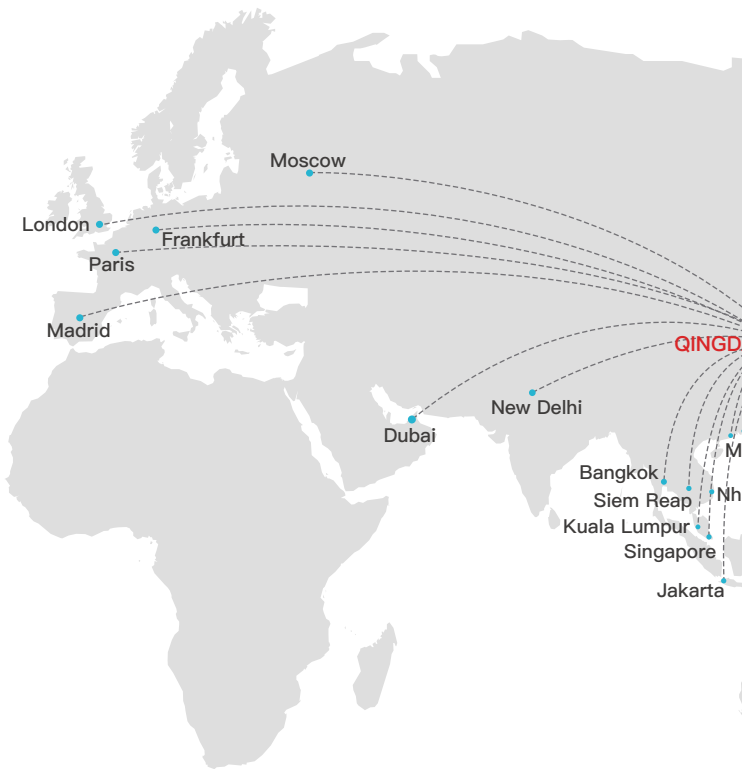 Moscow
London
Frankfurt
Paris
Madrid
QINGD
New Delhi
Dubai
M
Bangkok
Nh
Siem Reap
Kuala Lumpur
Singapore
Jakarta